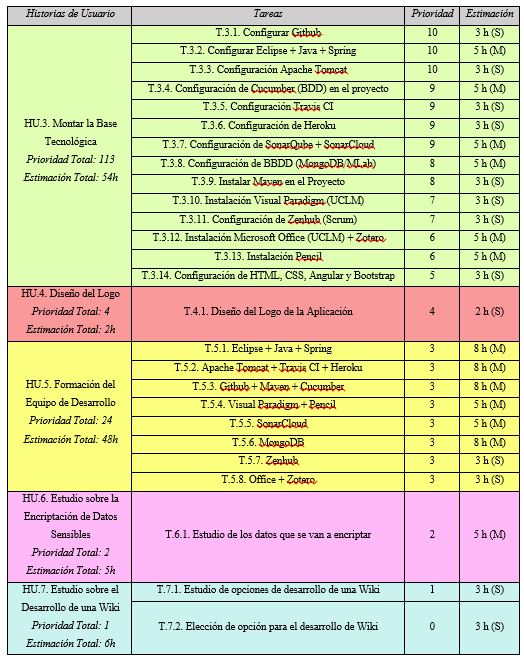 Historias de Usuario Tareas Prioridad Estimación
HU.3. Montar la Base
Tecnológica
Prioridad Total: 113
Estimación Total: 54h
T.3.1. Configurar Github 10 3 h (S)
T.3.2. Configurar Eclipse + Java + Spring 10 5 h (M)
T.3.3. Configuración Apache Tomcat 10 3 h (S)
T.3.4. Configuración de Cucumber (BDD) en el proyecto 9 5 h (M)
T.3.5. Configuración Travis CI 9 3 h (S)
T.3.6. Configuración de Heroku 9 3 h (S)
T.3.7. Configuración de SonarQube + SonarCloud 9 5 h (M)
T.3.8. Configuración de BBDD (MongoDB/MLab) 8 5 h (M)
T.3.9. Instalar Maven en el Proyecto 8 3 h (S)
T.3.10. Instalación Visual Paradigm (UCLM) 7 3 h (S)
T.3.11. Configuración de Zenhub (Scrum) 7 3 h (S)
T.3.12. Instalación Microsoft Office (UCLM) + Zotero 6 5 h (M)
T.3.13. Instalación Pencil 6 5 h (M)
T.3.14. Configuración de HTML, CSS, Angular y Bootstrap 5 3 h (S)
HU.4. Diseño del Logo
Prioridad Total: 4
Estimación Total: 2h
T.4.1. Diseño del Logo de la Aplicación 4 2 h (S)
HU.5. Formación del
Equipo de Desarrollo
Prioridad Total: 24
Estimación Total: 48h
T.5.1. Eclipse + Java + Spring 3 8 h (M)
T.5.2. Apache Tomcat + Travis CI + Heroku 3 8 h (M)
T.5.3. Github + Maven + Cucumber 3 8 h (M)
T.5.4. Visual Paradigm + Pencil 3 5 h (M)
T.5.5. SonarCloud 3 5 h (M)
T.5.6. MongoDB 3 8 h (M)
T.5.7. Zenhub 3 3 h (S)
T.5.8. Office + Zotero 3 3 h (S)
HU.6. Estudio sobre la
Encriptación de Datos
Sensibles
Prioridad Total: 2
Estimación Total: 5h
T.6.1. Estudio de los datos que se van a encriptar 2 5 h (M)
HU.7. Estudio sobre el
Desarrollo de una Wiki
Prioridad Total: 1
Estimación Total: 6h
T.7.1. Estudio de opciones de desarrollo de una Wiki 1 3 h (S)
T.7.2. Elección de opción para el desarrollo de Wiki 0 3 h (S)